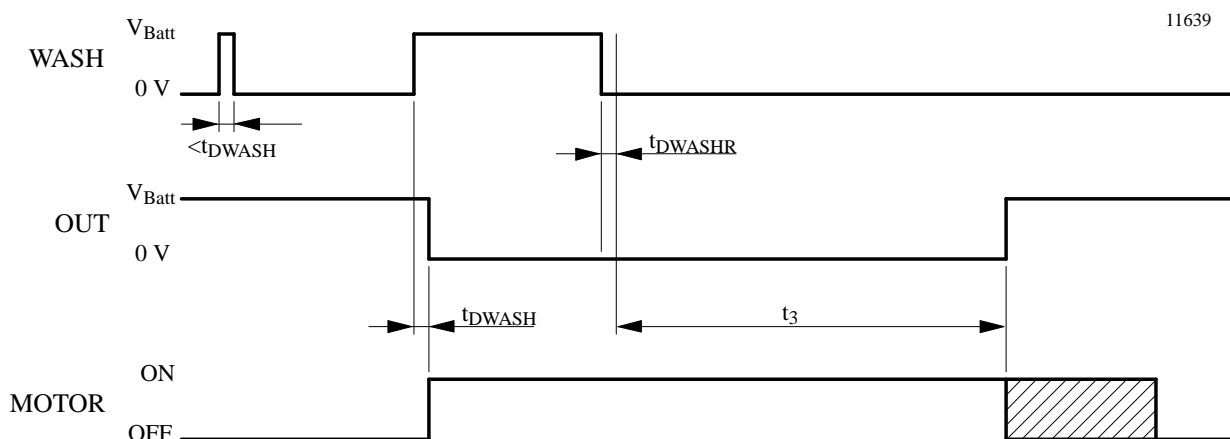 11639
V_Batt
WASH
0 V
<t_DWASH
t_DWASHR
V_Batt
OUT
0 V
t_DWASH
t_3
ON
MOTOR
OFF